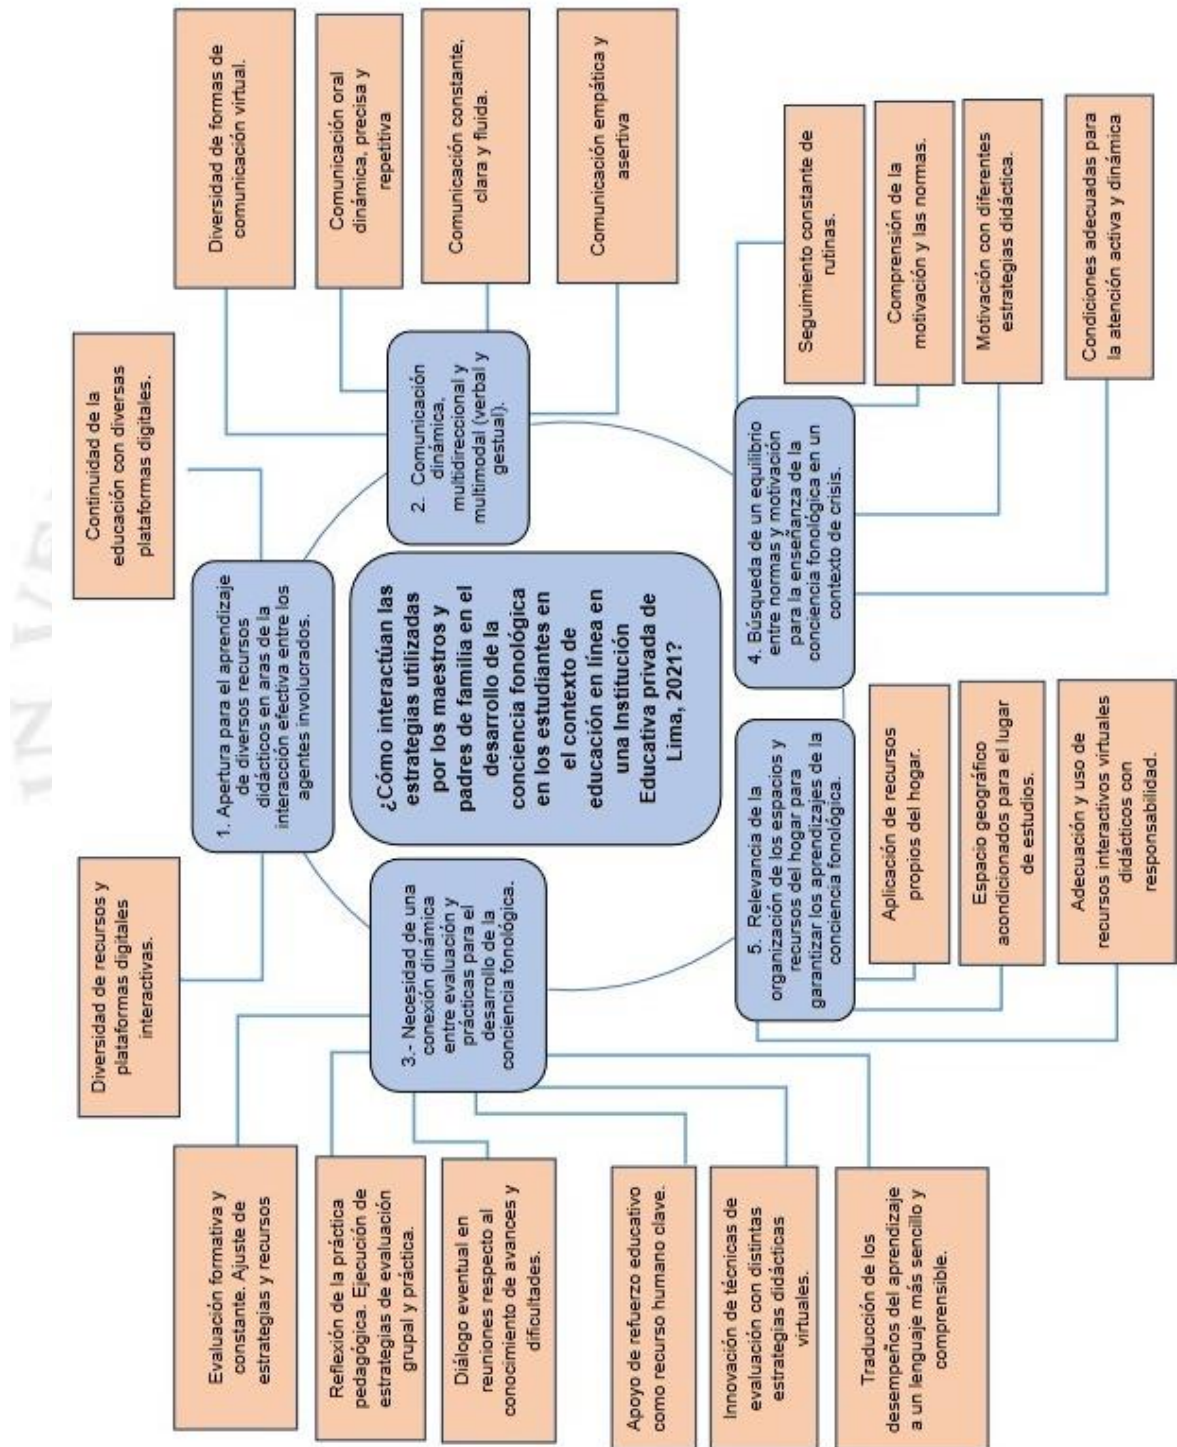 Diversidad de recursos y
plataformas digitales
interactivas.
Continuidad de la
educación con diversas
plataformas digitales.
1. Apertura para el aprendizaje
de diversos recursos
didácticos en aras de la
interacción efectiva entre los
agentes involucrados.
Evaluación formativa y
constante. Ajuste de
estrategias y recursos
Reflexión de la práctica
pedagógica. Ejecución de
estrategias de evaluación
grupal y práctica.
Diálogo eventual en
reuniones respecto al
conocimiento de avances y
dificultades.
Apoyo de refuerzo educativo
como recurso humano clave.
Innovación de técnicas de
evaluación con distintas
estrategias didácticas
virtuales.
Traducción de los
desempeños del aprendizaje
a un lenguaje más sencillo y
comprensible.
3.- Necesidad de una
conexión dinámica
entre evaluación y
prácticas para el
desarrollo de la
conciencia fonológica.
¿Cómo interactúan las
estrategias utilizadas
por los maestros y
padres de familia en el
desarrollo de la
conciencia fonológica
en los estudiantes en
el contexto de
educación en línea en
una Institución
Educativa privada de
Lima, 2021?
2. Comunicación
dinámica,
multidireccional y
multimodal (verbal y
gestual).
Diversidad de formas de
comunicación virtual.
Comunicación oral
dinámica, precisa y
repetitiva
Comunicación constante,
clara y fluida.
Comunicación empática y
asertiva
5. Relevancia de la
organización de los espacios y
recursos del hogar para
garantizar los aprendizajes de la
conciencia fonológica.
Aplicación de recursos
propios del hogar.
Espacio geográfico
acondicionados para el lugar
de estudios.
Adecuación y uso de
recursos interactivos virtuales
didácticos con
responsabilidad.
4. Búsqueda de un equilibrio
entre normas y motivación
para la enseñanza de la
conciencia fonológica en un
contexto de crisis.
Seguimiento constante de
rutinas.
Comprensión de la
motivación y las normas.
Motivación con diferentes
estrategias didáctica.
Condiciones adecuadas para
la atención activa y dinámica